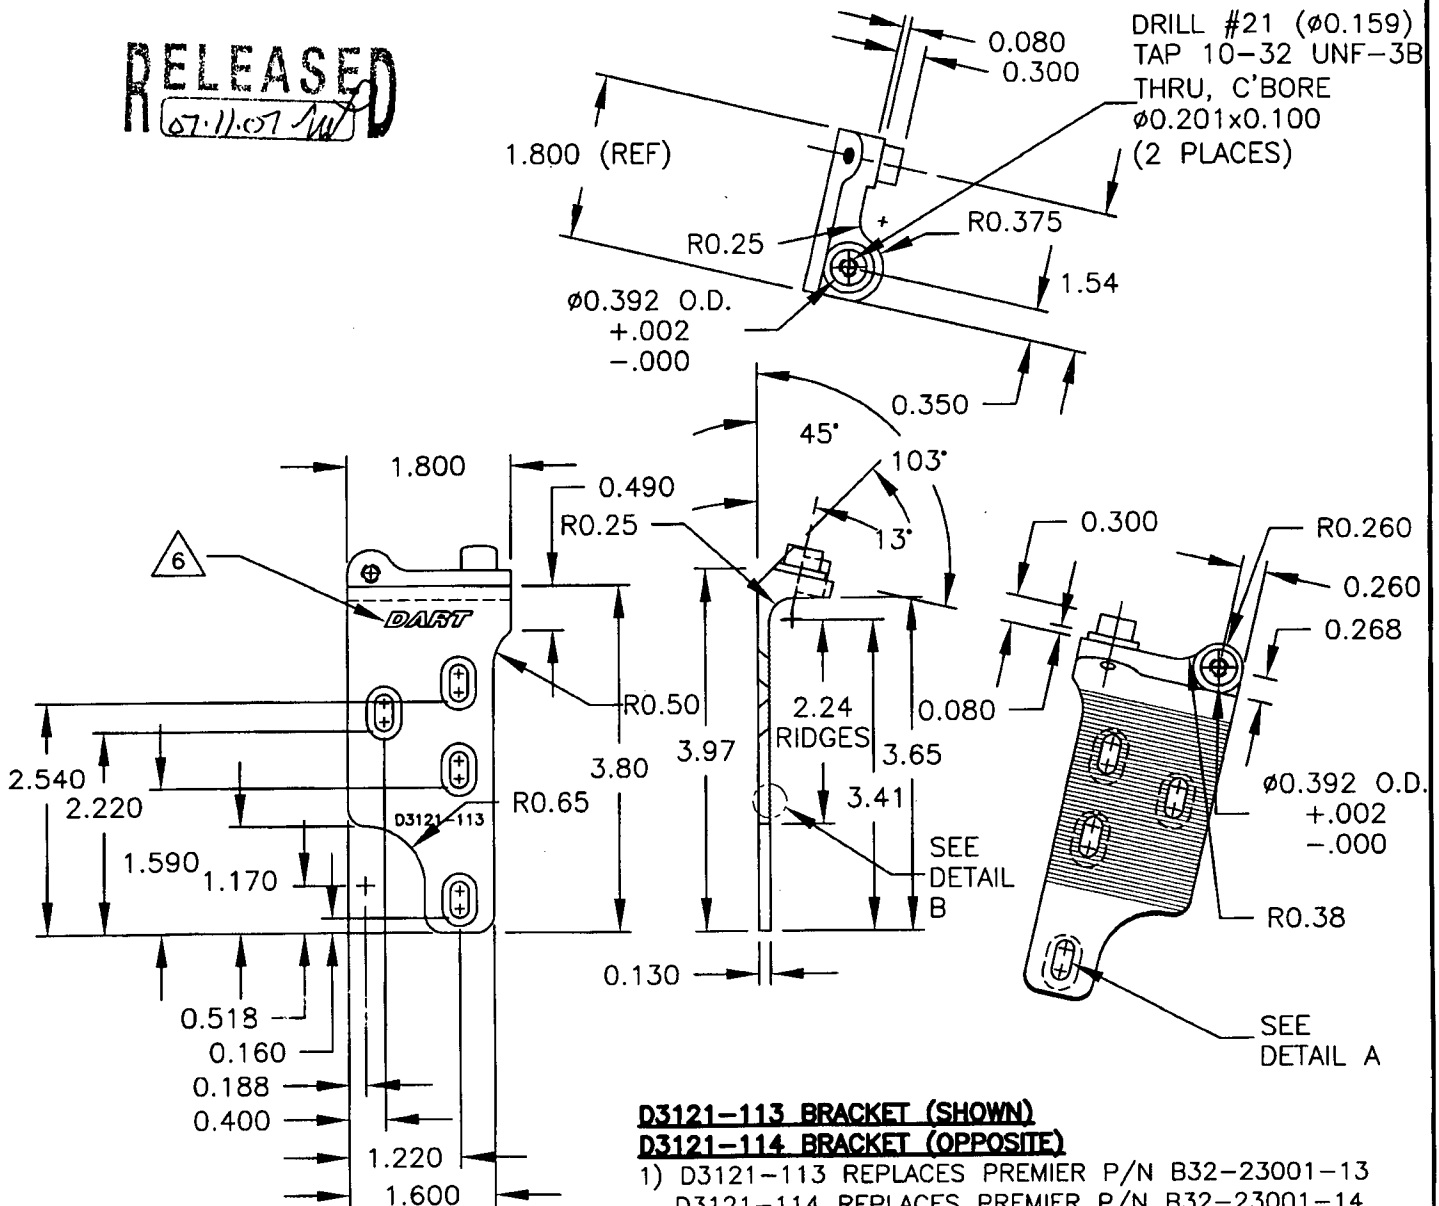 RELEASED
07.11.07
0.080
0.300
DRILL #21 (ø0.159)
TAP 10-32 UNF-3B
THRU, C'BORE
ø0.201x0.100
(2 PLACES)
1.800 (REF)
R0.25
R0.375
1.54
ø0.392 O.D.
+.002
-.000
0.350
45°
103°
13°
1.800
0.490
R0.25
6
DART
0.300
R0.260
0.260
0.268
R0.50
2.24
RIDGES
0.080
3.97
3.65
3.80
3.41
2.540
2.220
R0.65
D3121-113
1.590
1.170
ø0.392 O.D.
+.002
-.000
SEE
DETAIL
B
R0.38
0.130
0.518
0.160
0.188
0.400
1.220
1.600
SEE
DETAIL A
D3121-113 BRACKET (SHOWN)
D3121-114 BRACKET (OPPOSITE)
1) D3121-113 REPLACES PREMIER P/N B32-23001-13
D3121-114 REPLACES PREMIER P/N B32-23001-14